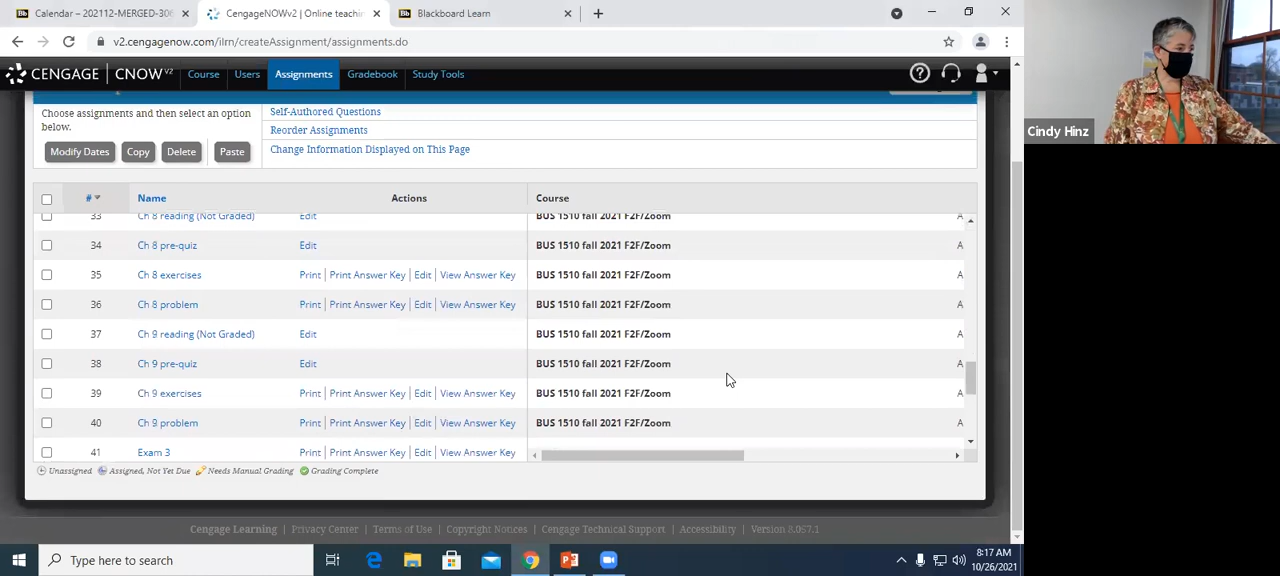 Calendar – 202112-MERGED-306
CengageNOWv2 | Online teachin
Blackboard Learn
v2.cengagenow.com/ilrn/createAssignment/assignments.do
CENGAGE | CNOWv2 Course Users Assignments Gradebook Study Tools
Choose assignments and then select an option
below.
Modify Dates Copy Delete Paste
Self-Authored Questions
Reorder Assignments
Change Information Displayed on This Page
Cindy Hinz
# Name Actions Course
33 Ch 8 reading (Not Graded) Edit BUS 1510 fall 2021 F2F/Zoom A
34 Ch 8 pre-quiz Edit BUS 1510 fall 2021 F2F/Zoom A
35 Ch 8 exercises Print | Print Answer Key | Edit | View Answer Key BUS 1510 fall 2021 F2F/Zoom A
36 Ch 8 problem Print | Print Answer Key | Edit | View Answer Key BUS 1510 fall 2021 F2F/Zoom A
37 Ch 9 reading (Not Graded) Edit BUS 1510 fall 2021 F2F/Zoom A
38 Ch 9 pre-quiz Edit BUS 1510 fall 2021 F2F/Zoom A
39 Ch 9 exercises Print | Print Answer Key | Edit | View Answer Key BUS 1510 fall 2021 F2F/Zoom A
40 Ch 9 problem Print | Print Answer Key | Edit | View Answer Key BUS 1510 fall 2021 F2F/Zoom A
41 Exam 3 Print | Print Answer Key | Edit | View Answer Key
Unassigned Assigned, Not Yet Due Needs Manual Grading Grading Complete
Cengage Learning | Privacy Center | Terms of Use | Copyright Notices | Cengage Technical Support | Accessibility | Version 8.057.1
Type here to search
8:17 AM
10/26/2021